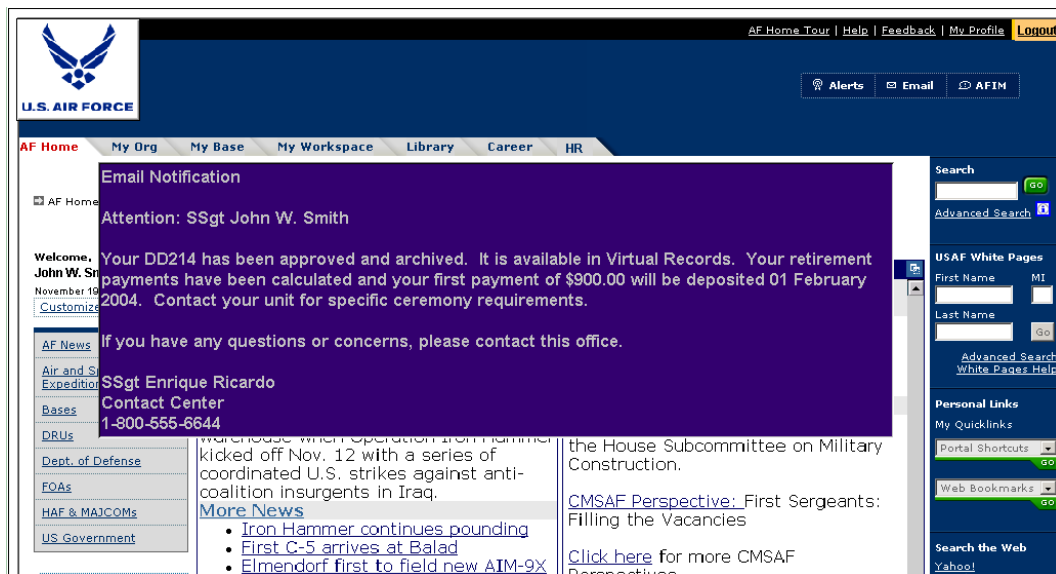 AF Home Tour | Help | Feedback | My Profile Logout
U.S. AIR FORCE
Alerts Email AFIM
AF Home My Org My Base My Workspace Library Career HR
Email Notification
Attention: SSgt John W. Smith
Your DD214 has been approved and archived. It is available in Virtual Records. Your retirement
payments have been calculated and your first payment of $900.00 will be deposited 01 February
2004. Contact your unit for specific ceremony requirements.
If you have any questions or concerns, please contact this office.
SSgt Enrique Ricardo
Contact Center
1-800-555-6644
AF Home
Welcome,
John W.
November
Customize
AF News
Air and
Bases
DRUs
Dept. of Defense
FOAs
HAF & MAJCOMs
US Government
warehouse when Operation Iron Hammer
kicked off Nov. 12 with a series of
coordinated U.S. strikes against anti-
coalition insurgents in Iraq.
More News
Iron Hammer continues pounding
First C-5 arrives at Balad
Elmendorf first to field new AIM-9X
the House Subcommittee on Military
Construction.
CMSAF Perspective: First Sergeants:
Filling the Vacancies
Click here for more CMSAF
Perspectives
Search
GO
Advanced Search
USAF White Pages
First Name MI
Last Name
Go
Advanced Search
White Pages Help
Personal Links
My Quicklinks
Portal Shortcuts
GO
Web Bookmarks
GO
Search the Web
Yahoo!